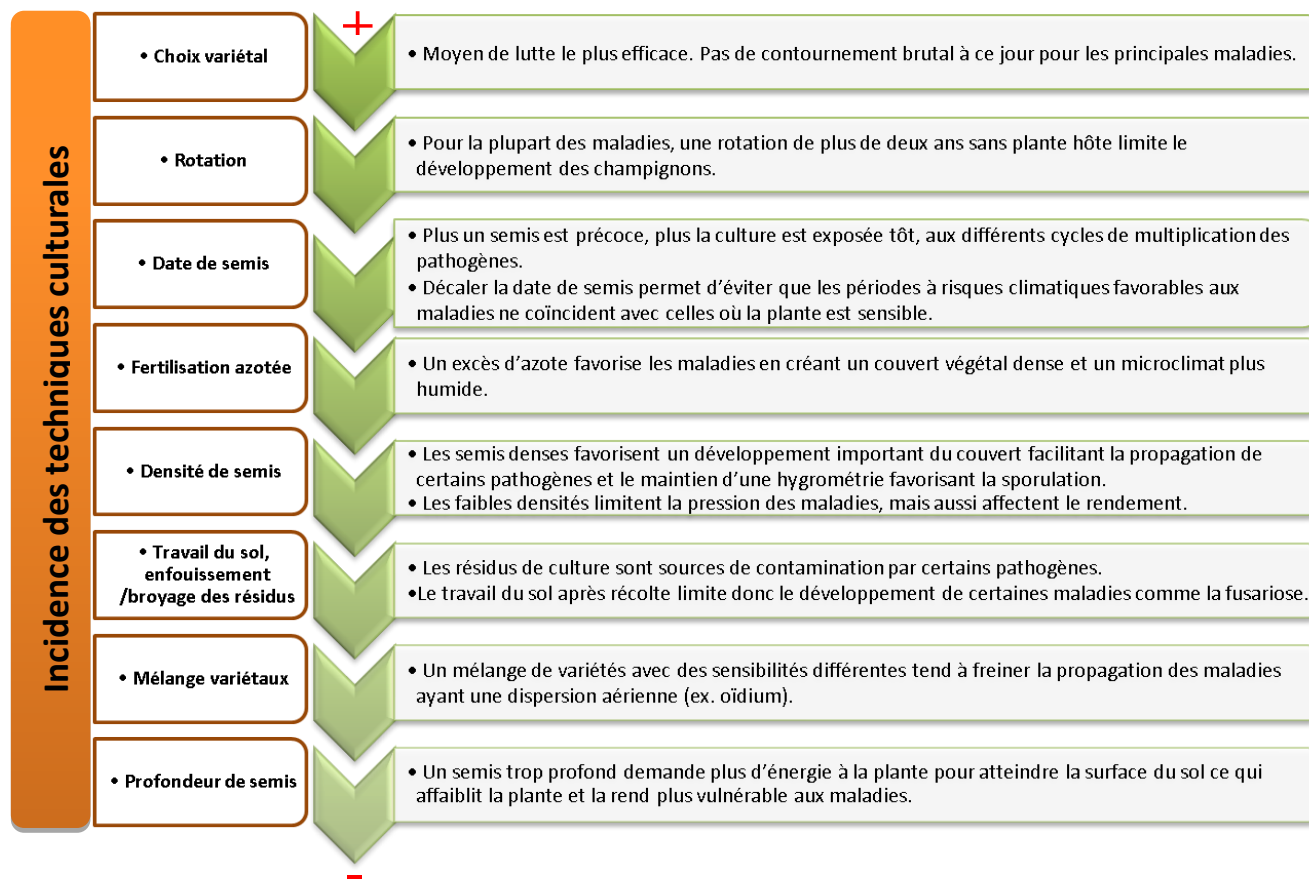 Incidence des techniques culturales
+
• Choix variétal
• Moyen de lutte le plus efficace. Pas de contournement brutal à ce jour pour les principales maladies.
• Rotation
• Pour la plupart des maladies, une rotation de plus de deux ans sans plante hôte limite le
développement des champignons.
• Date de semis
• Plus un semis est précoce, plus la culture est exposée tôt, aux différents cycles de multiplication des
pathogènes.
• Décaler la date de semis permet d'éviter que les périodes à risques climatiques favorables aux
maladies ne coïncident avec celles où la plante est sensible.
• Fertilisation azotée
• Un excès d'azote favorise les maladies en créant un couvert végétal dense et un microclimat plus
humide.
• Densité de semis
• Les semis denses favorisent un développement important du couvert facilitant la propagation de
certains pathogènes et le maintien d'une hygrométrie favorisant la sporulation.
• Les faibles densités limitent la pression des maladies, mais aussi affectent le rendement.
• Travail du sol,
enfouissement
/broyage des résidus
• Les résidus de culture sont sources de contamination par certains pathogènes.
•Le travail du sol après récolte limite donc le développement de certaines maladies comme la fusariose.
• Mélange variétaux
• Un mélange de variétés avec des sensibilités différentes tend à freiner la propagation des maladies
ayant une dispersion aérienne (ex. oïdium).
• Profondeur de semis
• Un semis trop profond demande plus d'énergie à la plante pour atteindre la surface du sol ce qui
affaiblit la plante et la rend plus vulnérable aux maladies.
-